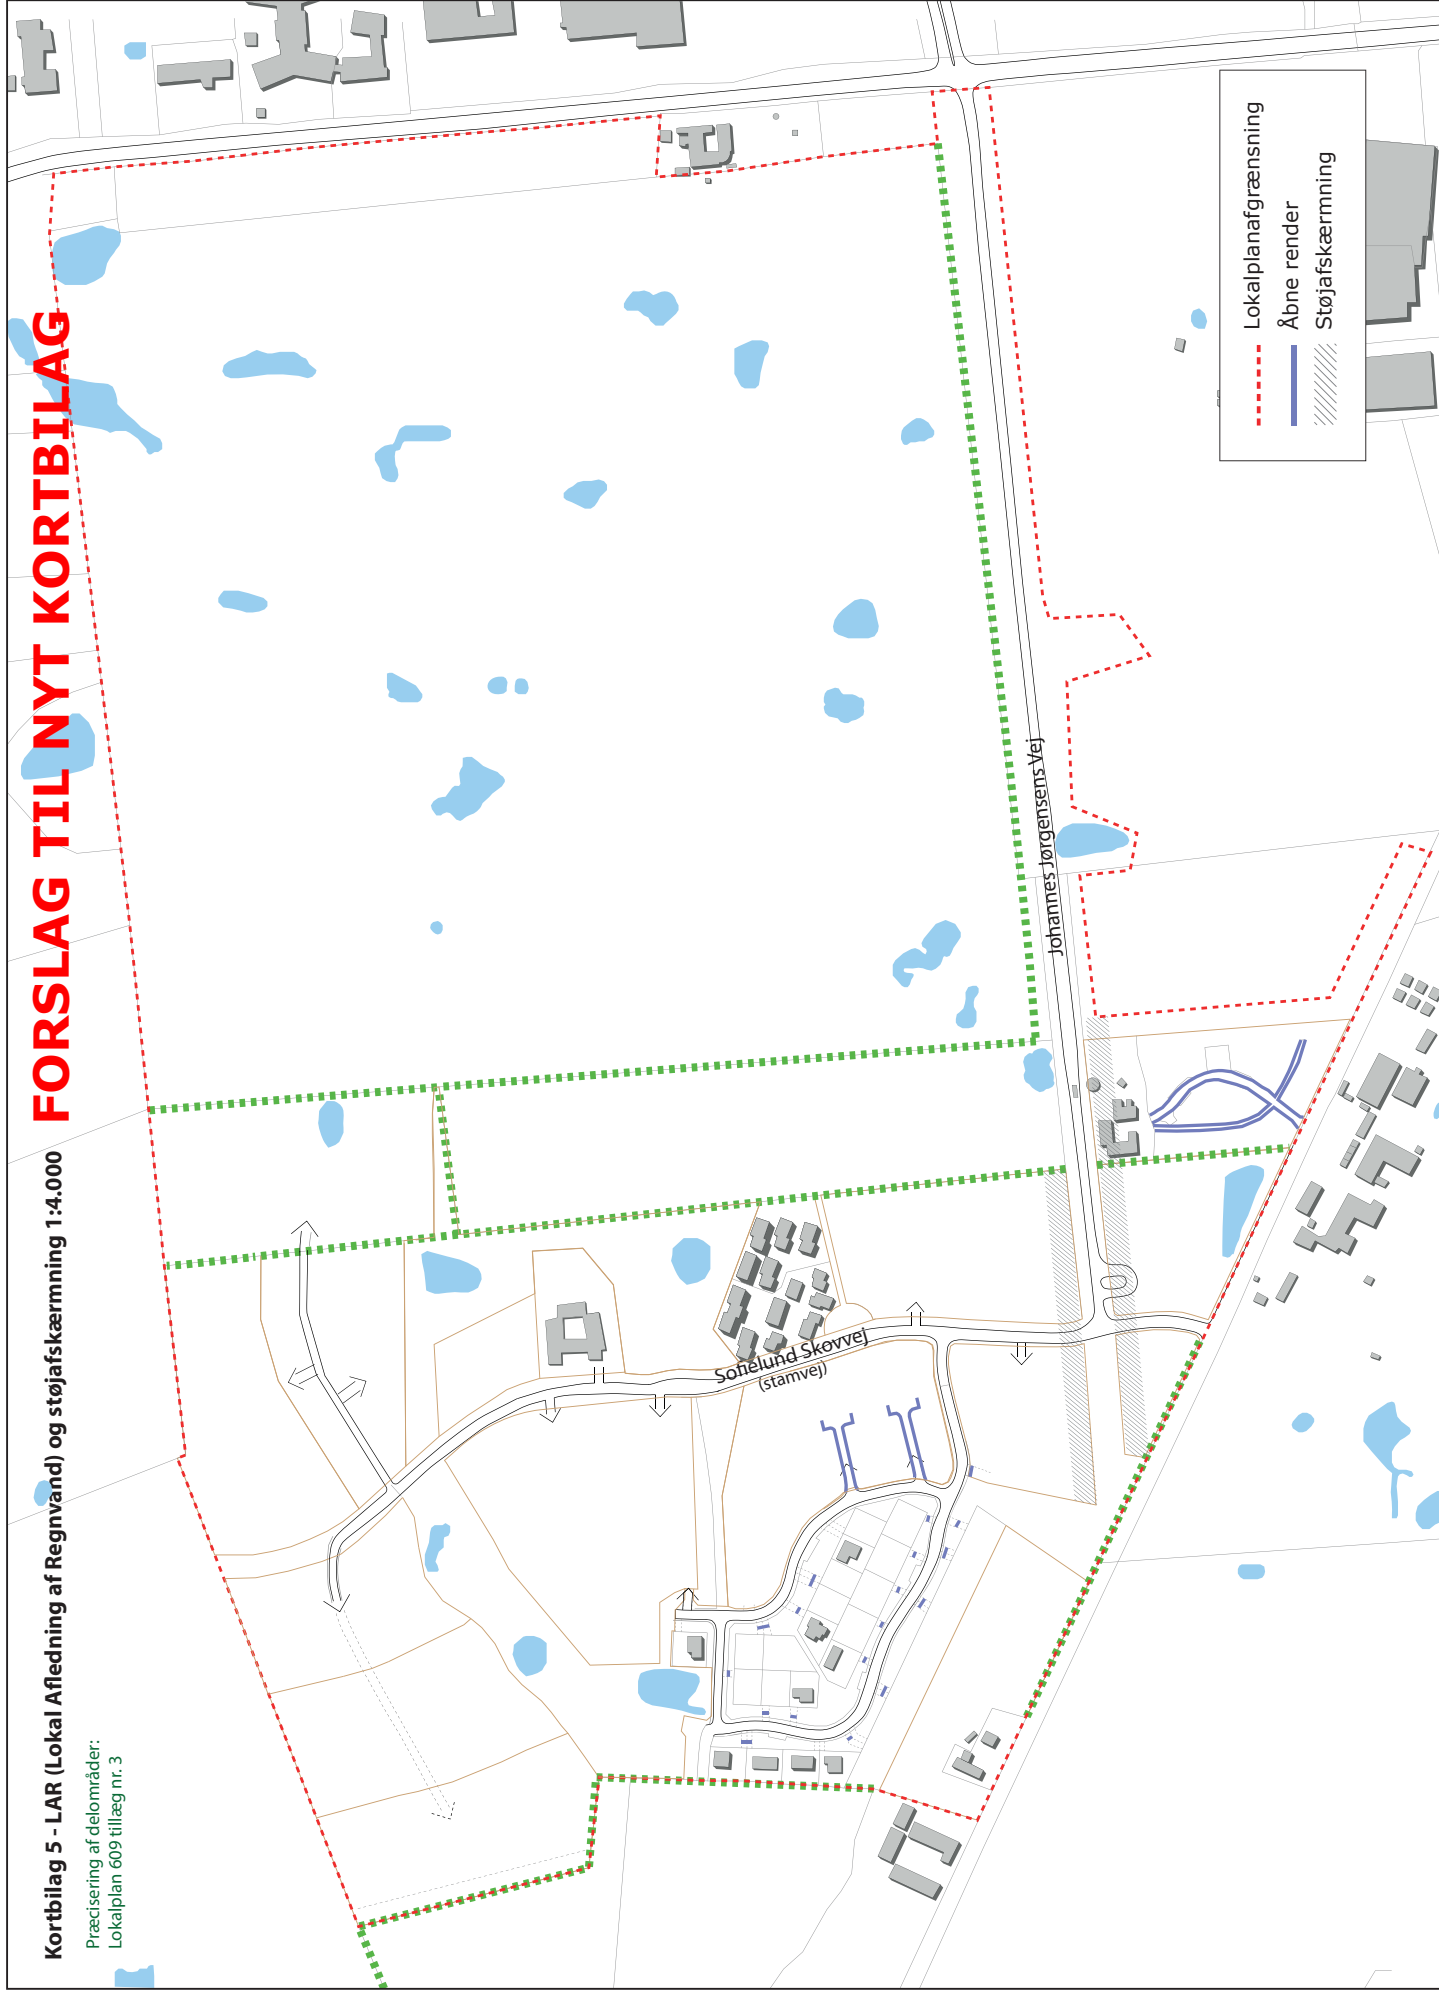 FORSLAG TIL NYT KORTBILAG
Kortbilag 5 - LAR (Lokal Afledning af Regnvand) og støjafskærmning 1:4.000
Præcisering af delområder:
Lokalplan 609 tillæg nr. 3
Johannes Jørgensens Vej
Sofielund Skovvej
(stamvej)
Lokalplanafgrænsning
Åbne render
Støjafskærmning